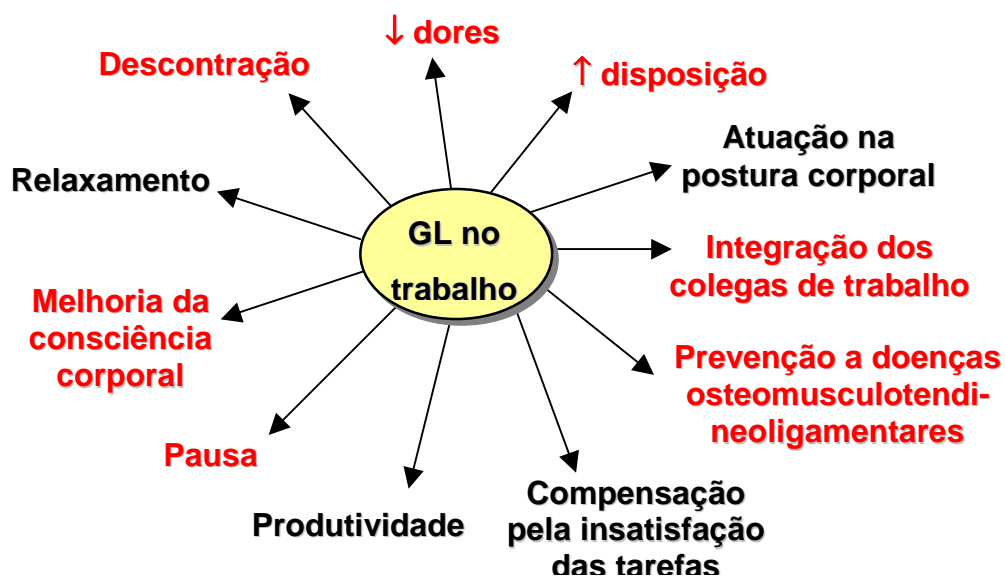 ↓ dores
Descontração
↑ disposição
Atuação na
postura corporal
Relaxamento
GL no
trabalho
Integração dos
colegas de trabalho
Melhoria da
consciência
corporal
Prevenção a doenças
osteomusculotendi-
neoligamentares
Pausa
Produtividade
Compensação
pela insatisfação
das tarefas